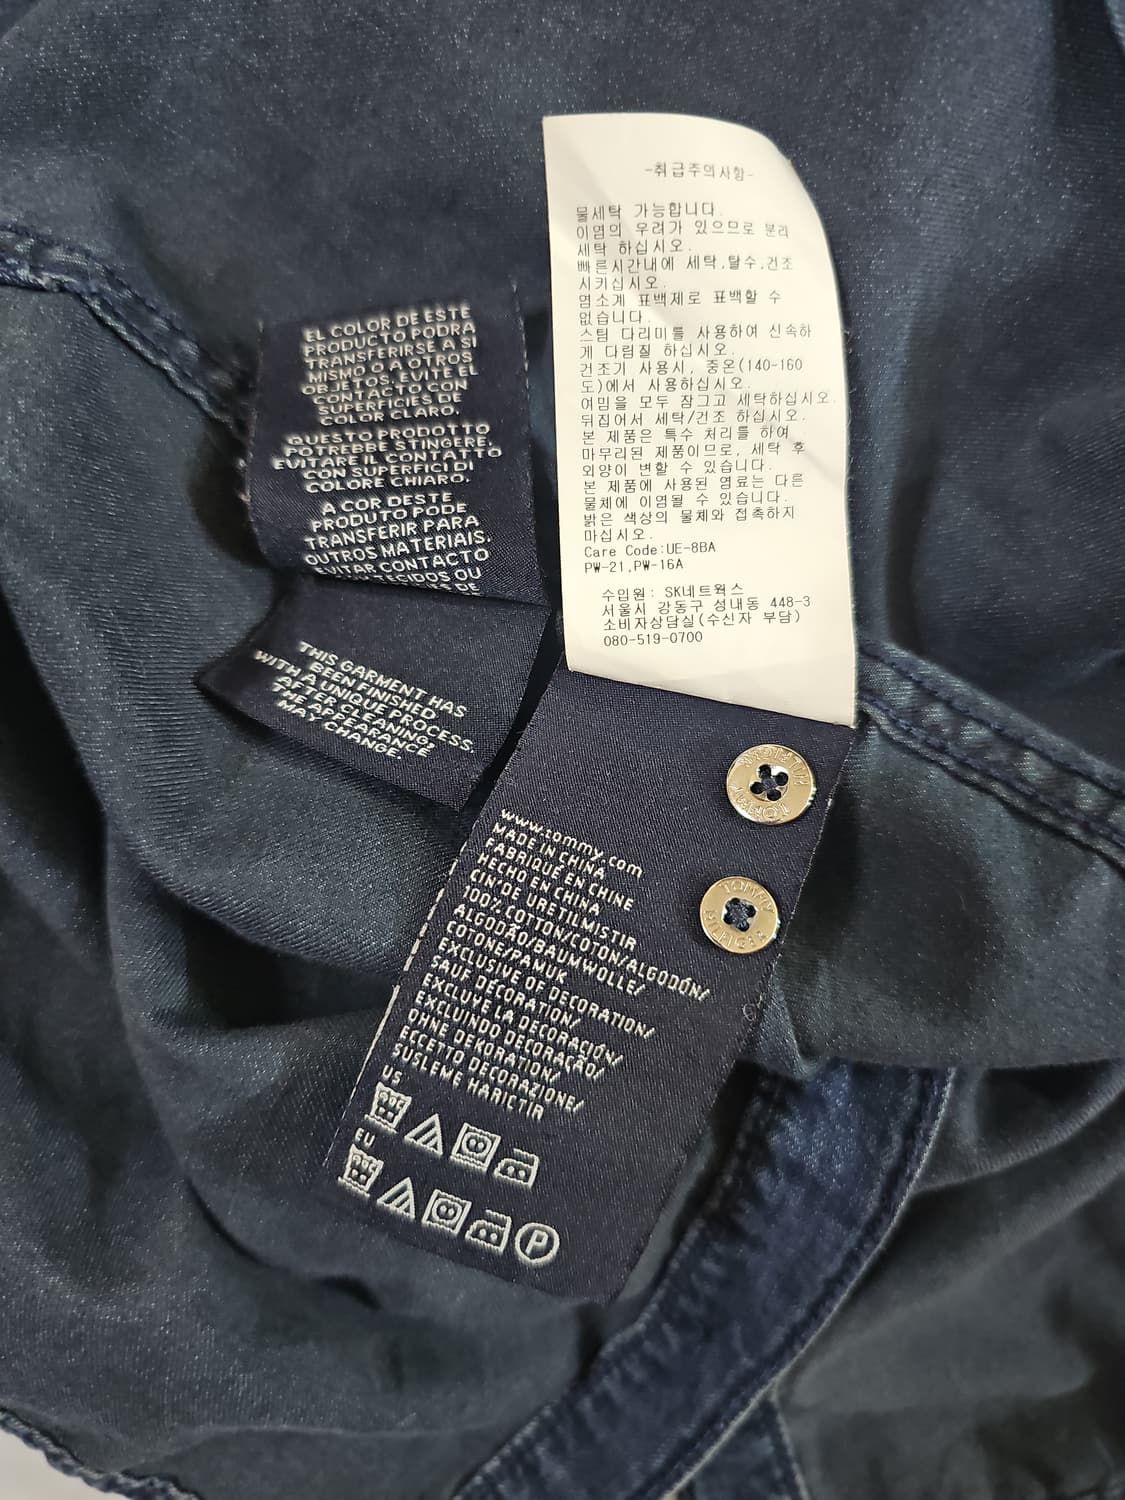 -취급주의사항-
물세탁 가능합니다.
이염의 우려가 있으므로 분리
세탁 하십시오.
빠른시간내에 세탁,탈수,건조
시키십시오.
염소계 표백제로 표백할 수
없습니다.
스팀 다리미를 사용하여 신속하
게 다림질 하십시오.
건조기 사용시, 중온(140-160
도)에서 사용하십시오.
여밈을 모두 잠그고 세탁하십시오.
뒤집어서 세탁/건조 하십시오.
본 제품은 특수 처리를 하여
마무리된 제품이므로, 세탁 후
외양이 변할 수 있습니다.
본 제품에 사용된 염료는 다른
물체에 이염될 수 있습니다.
밝은 색상의 물체와 접촉하지
마십시오.
Care Code:UE-8BA
PW-21,PW-16A
수입원: SK네트웍스
서울시 강동구 성내동 448-3
소비자상담실(수신자 부담)
080-519-0700
EL COLOR DE ESTE
PRODUCTO PODRA
TRANSFERIRSE A SI
MISMO O A OTROS
OBJETOS. EVITE EL
CONTACTO CON
SUPERFICIES DE
COLOR CLARO.
QUESTO PRODOTTO
POTREBBE STINGERE.
EVITARE IL CONTATTO
CON SUPERFICI DI
COLORE CHIARO.
A COR DESTE
PRODUTO PODE
TRANSFERIR PARA
OUTROS MATERIAIS.
EVITAR CONTACTO
OU
DE
THIS GARMENT HAS
BEEN FINISHED
WITH A UNIQUE PROCESS.
AFTER CLEANING,
THE APPEARANCE
MAY CHANGE.
TOMMY
HILFIGER
TOMMY
HILFIGER
www.tommy.com
MADE IN CHINA
FABRIQUÉ EN CHINE
HECHO EN CHINA
CIN'DE URETILMISTIR
100% COTTON/COTON/ALGODÓN/
ALGODÃO/BAUMWOLLE/
COTONE/PAMUK
EXCLUSIVE OF DECORATION/
SAUF DÉCORATION/
EXCLUYE LA DECORACIÓN/
EXCLUINDO DECORAÇÃO/
OHNE DEKORATION/
ECCETTO DECORAZIONE/
SUSLEME HARICTIR
US
EU
P